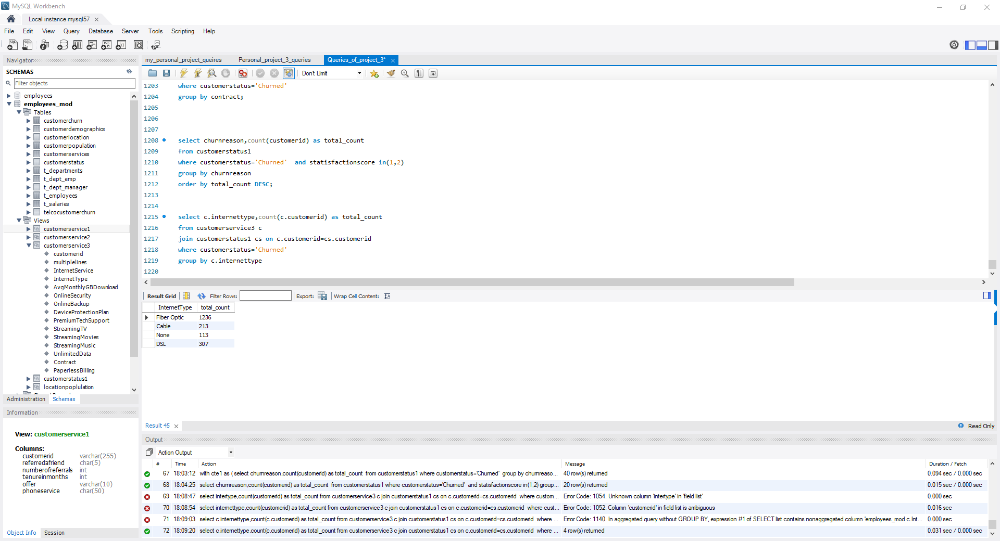 MySQL Workbench
Local instance mysql57
File Edit View Query Database Server Tools Scripting Help
Navigator
SCHEMAS
Filter objects
employees
employees_mod
Tables
customerchurn
customerdemographics
customerlocation
customerpopulation
customerservices
customerstatus
t_departments
t_dept_emp
t_dept_manager
t_employees
t_salaries
telcocustomerchurn
Views
customerservice1
customerservice2
customerservice3
customerid
multiplelines
InternetService
InternetType
AvgMonthlyGBDownload
OnlineSecurity
OnlineBackup
DeviceProtectionPlan
PremiumTechSupport
StreamingTV
StreamingMovies
StreamingMusic
UnlimitedData
Contract
PaperlessBilling
customerstatus1
locationpoplulation
Administration Schemas
Information
View: customerservice1
Columns:
customerid varchar(255)
referredafriend char(5)
numberofreferrals int
tenureinmonths int
offer varchar(10)
phoneservice char(50)
Object Info Session
my_personal_project_queires Personal_project_3_queries Queries_of_project_3*
Don't Limit
1203 where customerstatus='Churned'
1204 group by contract;
1205
1206
1207
1208 select churnreason,count(customerid) as total_count
1209 from customerstatus1
1210 where customerstatus='Churned' and statisfactionscore in(1,2)
1211 group by churnreason
1212 order by total_count DESC;
1213
1214
1215 select c.internettype,count(c.customerid) as total_count
1216 from customerservice3 c
1217 join customerstatus1 cs on c.customerid=cs.customerid
1218 where customerstatus='Churned'
1219 group by c.internettype
1220
Result Grid Filter Rows: Export: Wrap Cell Content:
InternetType total_count
Fiber Optic 1236
Cable 213
None 113
DSL 307
Result 45 Read Only
Output
Action Output
# Time Action Message Duration / Fetch
67 18:03:12 with cte1 as ( select churnreason,count(customerid) as total_count from customerstatus1 where customerstatus='Churned' group by churnreaso... 40 row(s) returned 0.094 sec / 0.000 sec
68 18:04:25 select churnreason,count(customerid) as total_count from customerstatus1 where customerstatus='Churned' and statisfactionscore in(1,2) group... 20 row(s) returned 0.015 sec / 0.000 sec
69 18:08:47 select intertype,count(customerid) as total_count from customerservice3 c join customerstatus1 cs on c.customerid=cs.customerid where custom... Error Code: 1054. Unknown column 'intertype' in 'field list' 0.000 sec
70 18:08:54 select internettype,count(customerid) as total_count from customerservice3 c join customerstatus1 cs on c.customerid=cs.customerid where cust... Error Code: 1052. Column 'customerid' in field list is ambiguous 0.016 sec
71 18:09:03 select c.internettype,count(c.customerid) as total_count from customerservice3 c join customerstatus1 cs on c.customerid=cs.customerid where ... Error Code: 1140. In aggregated query without GROUP BY, expression #1 of SELECT list contains nonaggregated column 'employees_mod.c.Int... 0.000 sec
72 18:09:20 select c.internettype,count(c.customerid) as total_count from customerservice3 c join customerstatus1 cs on c.customerid=cs.customerid where ... 4 row(s) returned 0.031 sec / 0.000 sec